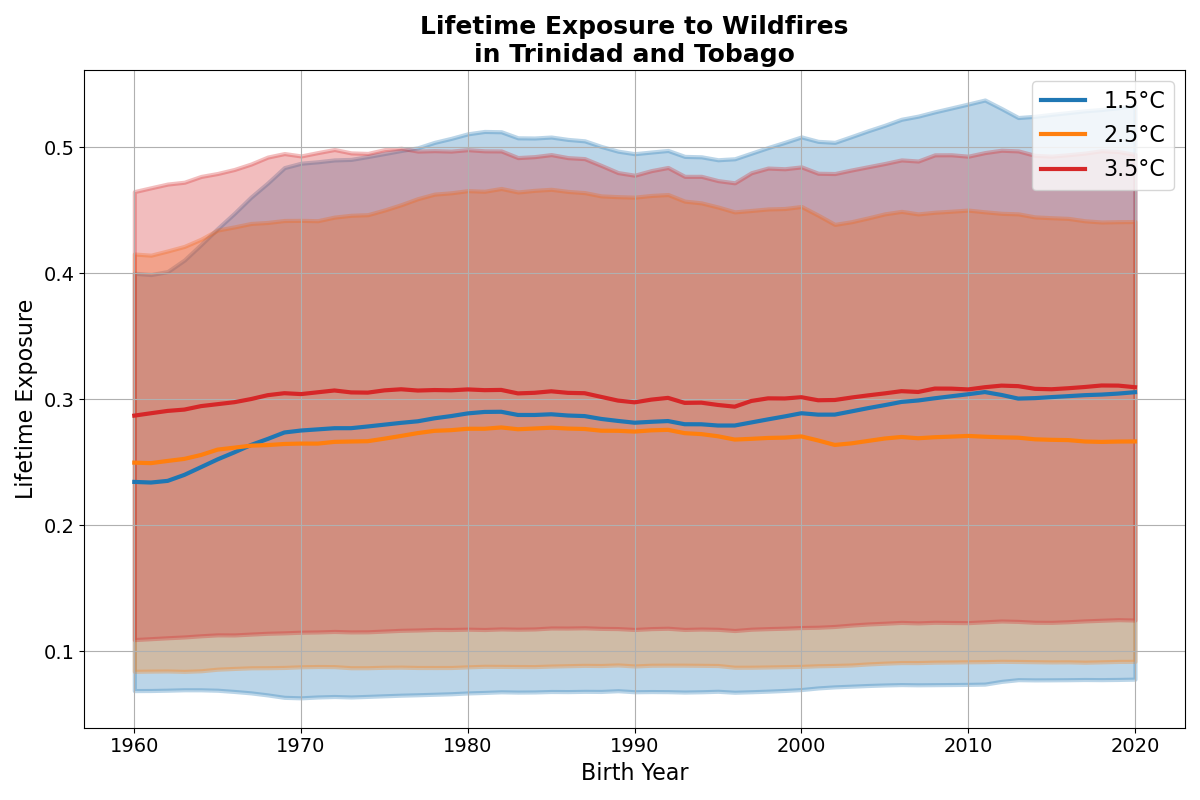 Lifetime Exposure to Wildfires
in Trinidad and Tobago
1.5°C
2.5°C
3.5°C
Lifetime Exposure
0.5
0.4
0.3
0.2
0.1
1960 1970 1980 1990 2000 2010 2020
Birth Year